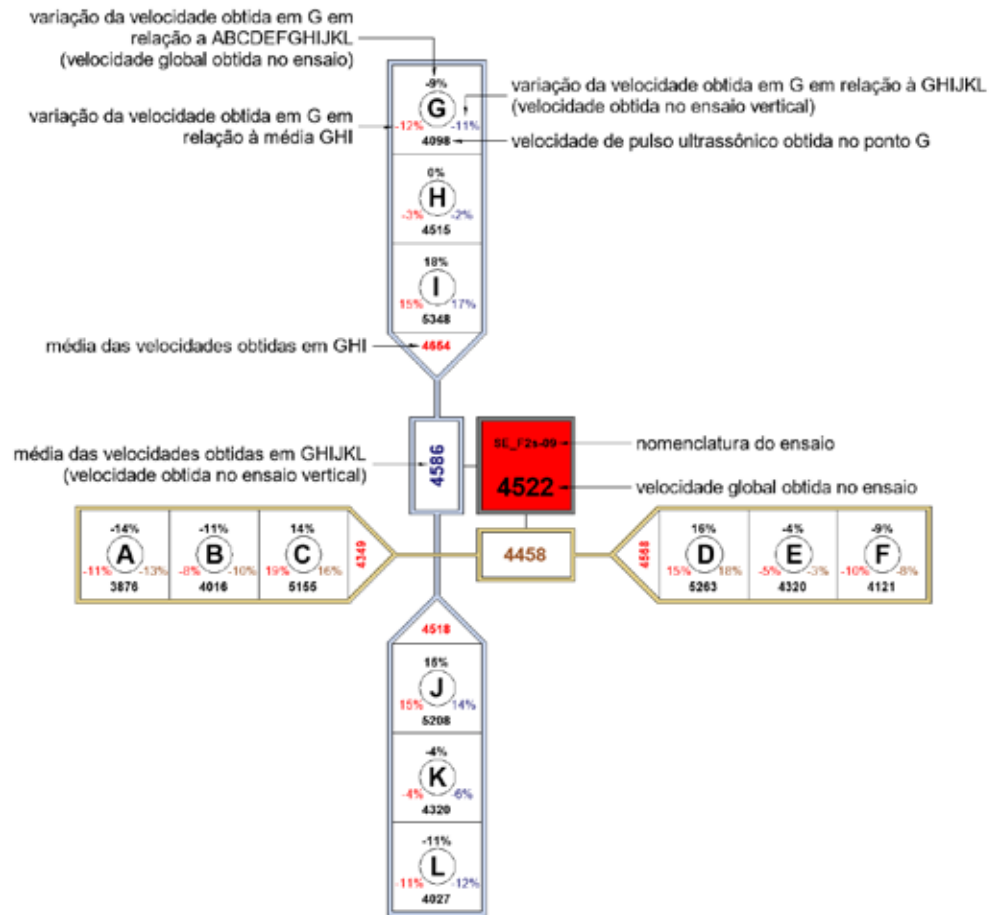 variação da velocidade obtida em G em
relação a ABCDEFGHIJKL
(velocidade global obtida no ensaio)
variação da velocidade obtida em G em
relação à média GHI
-9%
G
-12% -11%
4098
variação da velocidade obtida em G em relação à GHIJKL
(velocidade obtida no ensaio vertical)
velocidade de pulso ultrassônico obtida no ponto G
0%
H
-3% -2%
4515
18%
I
15% 17%
5348
média das velocidades obtidas em GHI
4654
média das velocidades obtidas em GHIJKL
(velocidade obtida no ensaio vertical)
4586
SE_F2s-09
4522
nomenclatura do ensaio
velocidade global obtida no ensaio
-14% -11% 14%
A B C
-11% -13% -8% -10% 19% 16%
3876 4016 5155
4349
4458
4568
16% -4% -9%
D E F
15% 18% -5% -3% -10% -8%
5263 4320 4121
4518
15%
J
15% 14%
5208
-4%
K
-4% -6%
4320
-11%
L
-11% -12%
4027